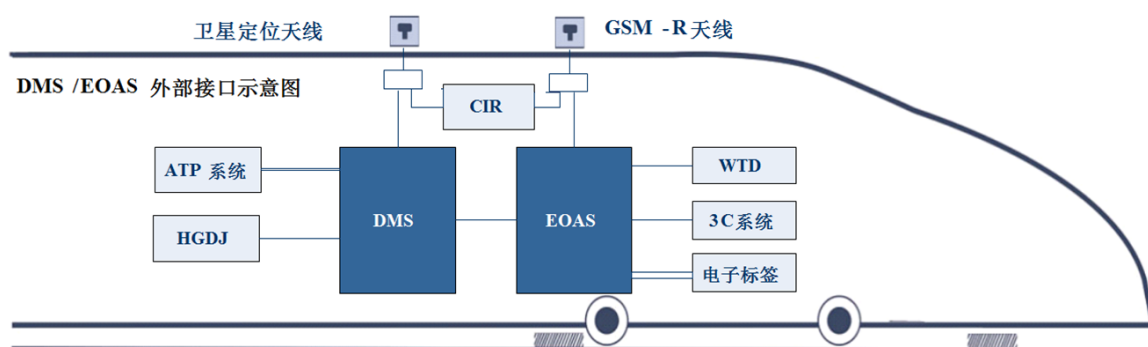 卫星定位天线
GSM -R天线
DMS /EOAS 外部接口示意图
CIR
ATP 系统
WTD
DMS
EOAS
3C系统
HGDJ
电子标签